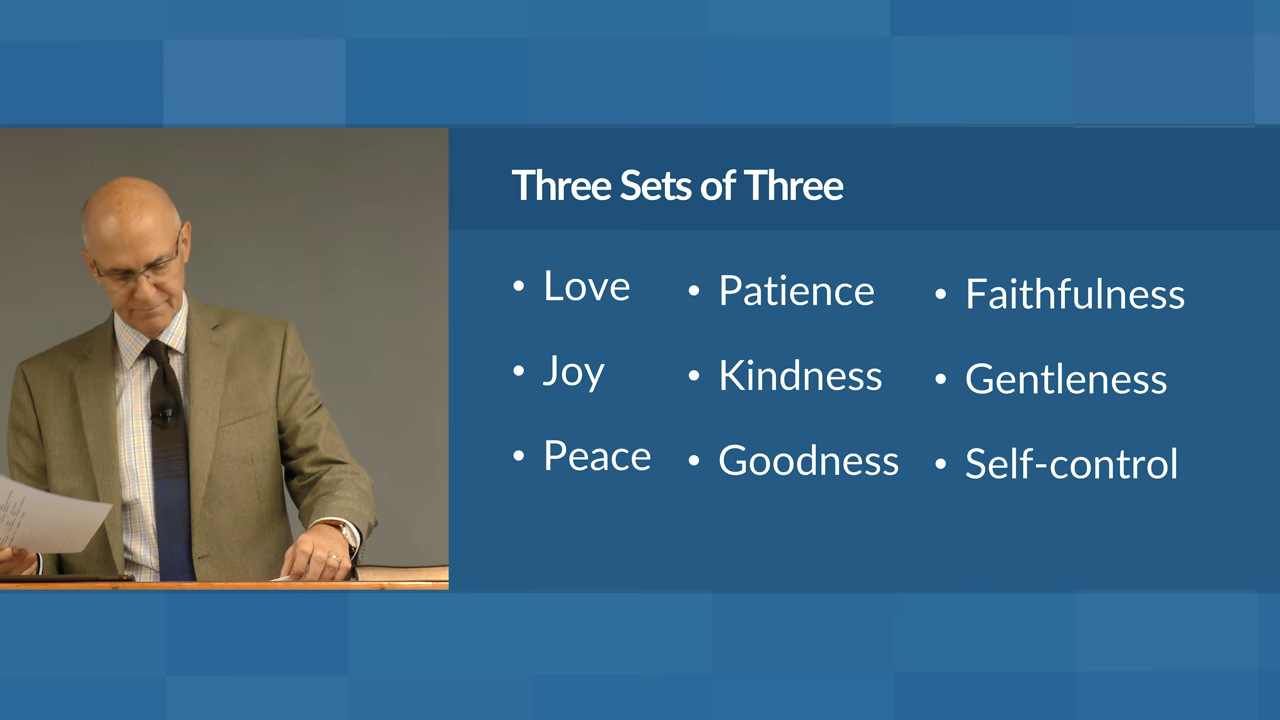 Three Sets of Three
• Love
• Joy
• Peace
• Patience
• Kindness
• Goodness
• Faithfulness
• Gentleness
• Self-control